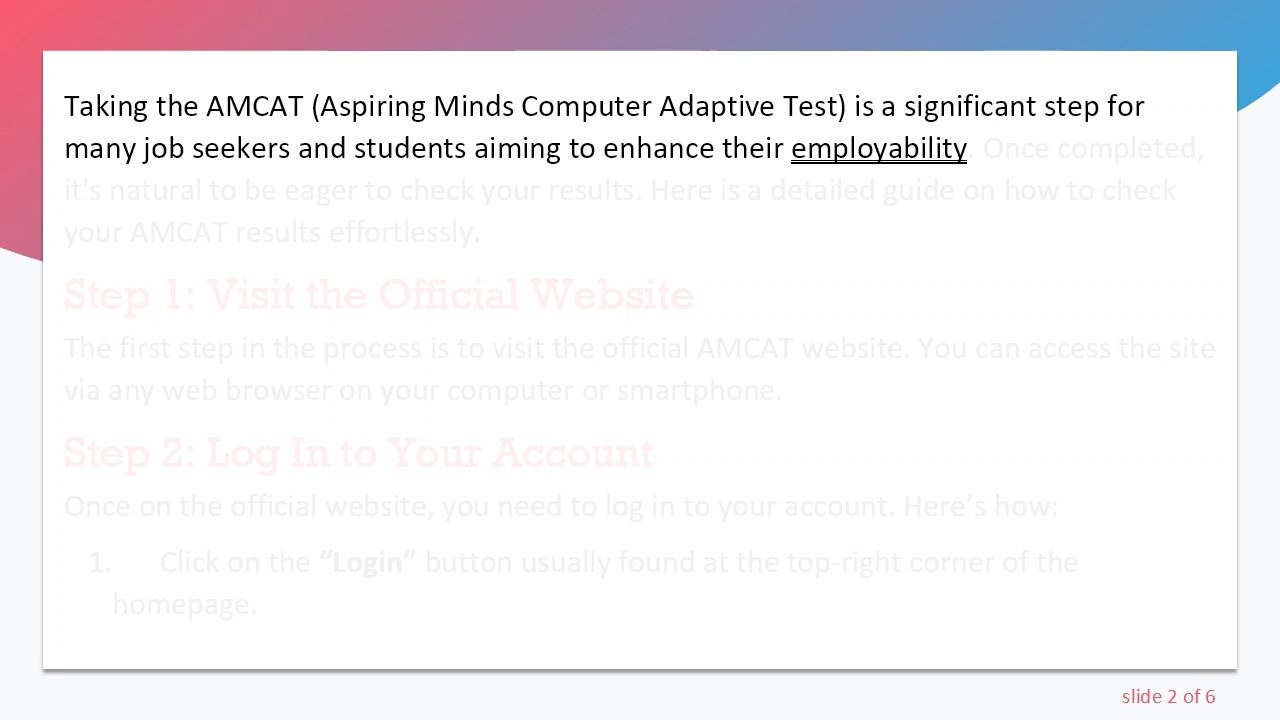 Taking the AMCAT (Aspiring Minds Computer Adaptive Test) is a significant step for
many job seekers and students aiming to enhance their employability. Once completed,
it's natural to be eager to check your results. Here is a detailed guide on how to check
your AMCAT results effortlessly.
Step 1: Visit the Official Website
The first step in the process is to visit the official AMCAT website. You can access the site
via any web browser on your computer or smartphone.
Step 2: Log In to Your Account
Once on the official website, you need to log in to your account. Here’s how:
1. Click on the “Login” button usually found at the top-right corner of the
homepage.
slide 2 of 6